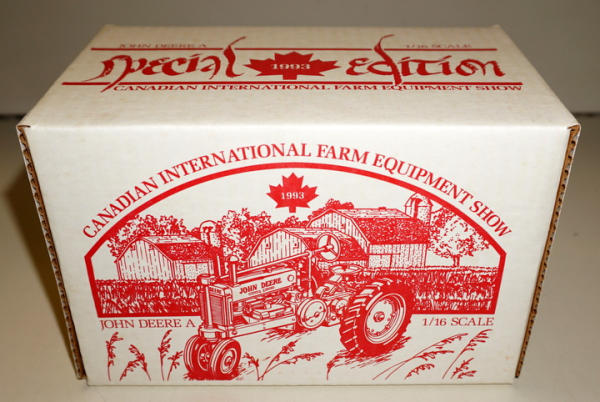 JOHN DEERE A 1/16 SCALE
Special 1993 Edition
CANADIAN INTERNATIONAL FARM EQUIPMENT SHOW
CANADIAN INTERNATIONAL FARM EQUIPMENT SHOW
1993
JOHN DEERE
JOHN DEERE A 1/16 SCALE